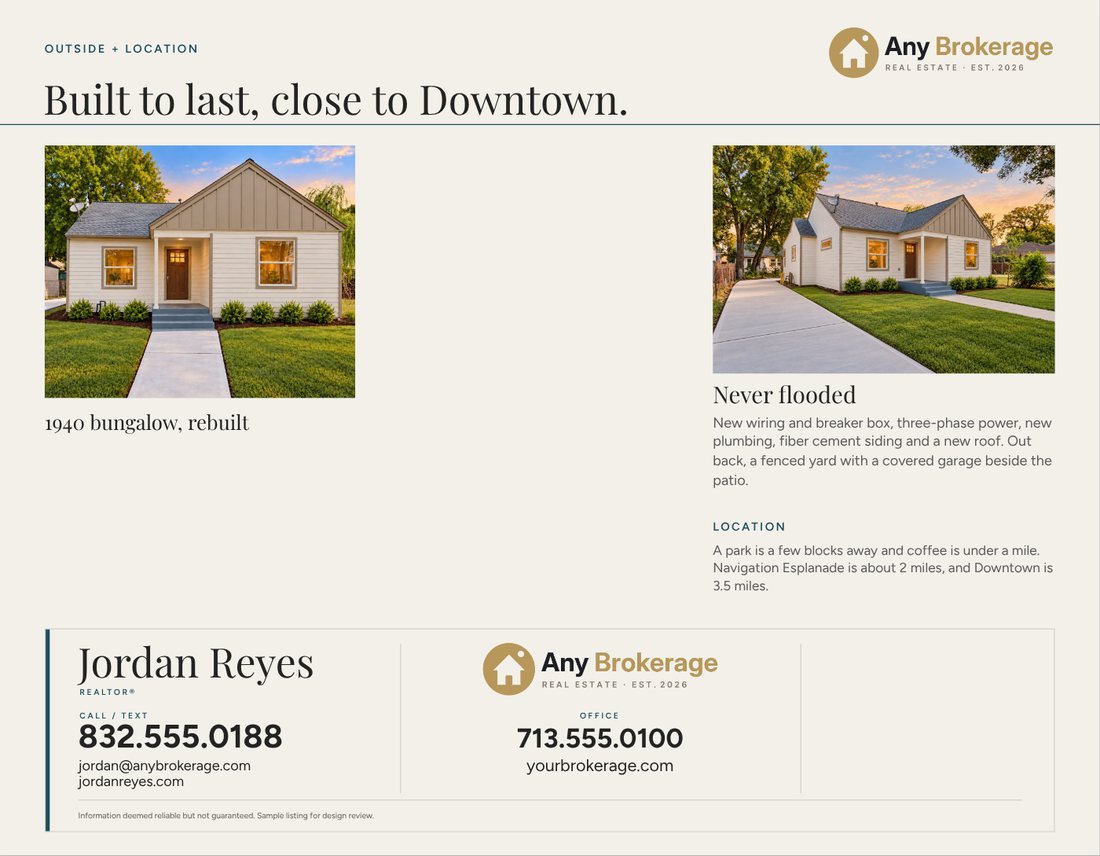 OUTSIDE + LOCATION
Any Brokerage
REAL ESTATE · EST. 2026
Built to last, close to Downtown.
1940 bungalow, rebuilt
Never flooded
New wiring and breaker box, three-phase power, new
plumbing, fiber cement siding and a new roof. Out
back, a fenced yard with a covered garage beside the
patio.
LOCATION
A park is a few blocks away and coffee is under a mile.
Navigation Esplanade is about 2 miles, and Downtown is
3.5 miles.
Jordan Reyes
REALTOR®
CALL / TEXT
832.555.0188
jordan@anybrokerage.com
jordanreyes.com
Any Brokerage
REAL ESTATE · EST. 2026
OFFICE
713.555.0100
yourbrokerage.com
Information deemed reliable but not guaranteed. Sample listing for design review.